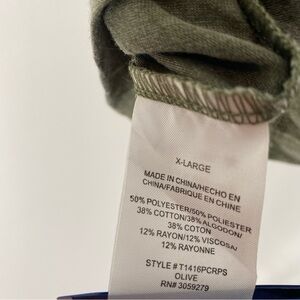 X-LARGE
MADE IN CHINA/HECHO EN
CHINA/FABRIQUE EN CHINE
50% POLYESTER/50% POLIESTER
38% COTTON/38% ALGODON/
38% COTON
12% RAYON/12% VISCOSA/
12% RAYONNE
STYLE # T1416PCRPS
OLIVE
RN# 3059279